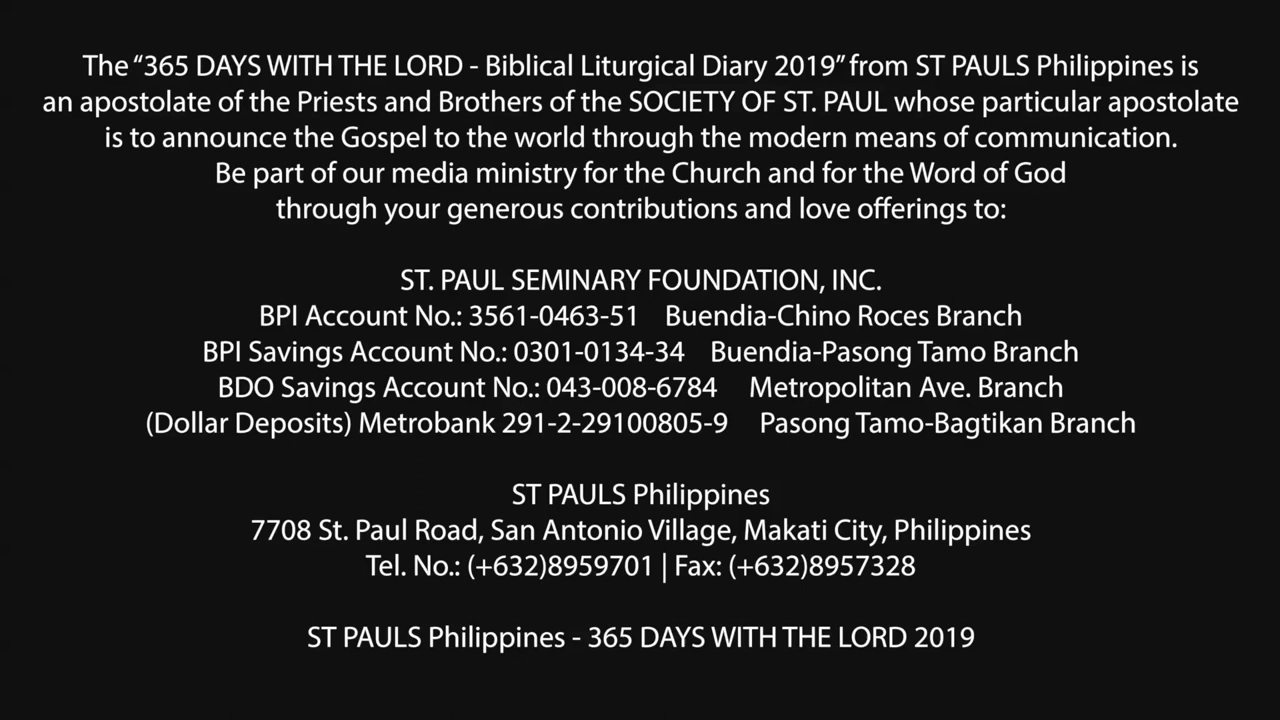 The “365 DAYS WITH THE LORD - Biblical Liturgical Diary 2019” from ST PAULS Philippines is
an apostolate of the Priests and Brothers of the SOCIETY OF ST. PAUL whose particular apostolate
is to announce the Gospel to the world through the modern means of communication.
Be part of our media ministry for the Church and for the Word of God
through your generous contributions and love offerings to:
ST. PAUL SEMINARY FOUNDATION, INC.
BPI Account No.: 3561-0463-51 Buendia-Chino Roces Branch
BPI Savings Account No.: 0301-0134-34 Buendia-Pasong Tamo Branch
BDO Savings Account No.: 043-008-6784 Metropolitan Ave. Branch
(Dollar Deposits) Metrobank 291-2-29100805-9 Pasong Tamo-Bagtikan Branch
ST PAULS Philippines
7708 St. Paul Road, San Antonio Village, Makati City, Philippines
Tel. No.: (+632)8959701 | Fax: (+632)8957328
ST PAULS Philippines - 365 DAYS WITH THE LORD 2019